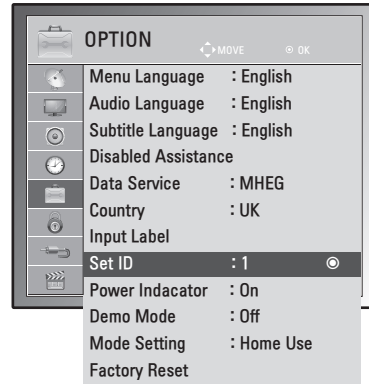 OPTION
MOVE OK
Menu Language : English
Audio Language : English
Subtitle Language : English
Disabled Assistance
Data Service : MHEG
Country : UK
Input Label
Set ID : 1
Power Indacator : On
Demo Mode : Off
Mode Setting : Home Use
Factory Reset